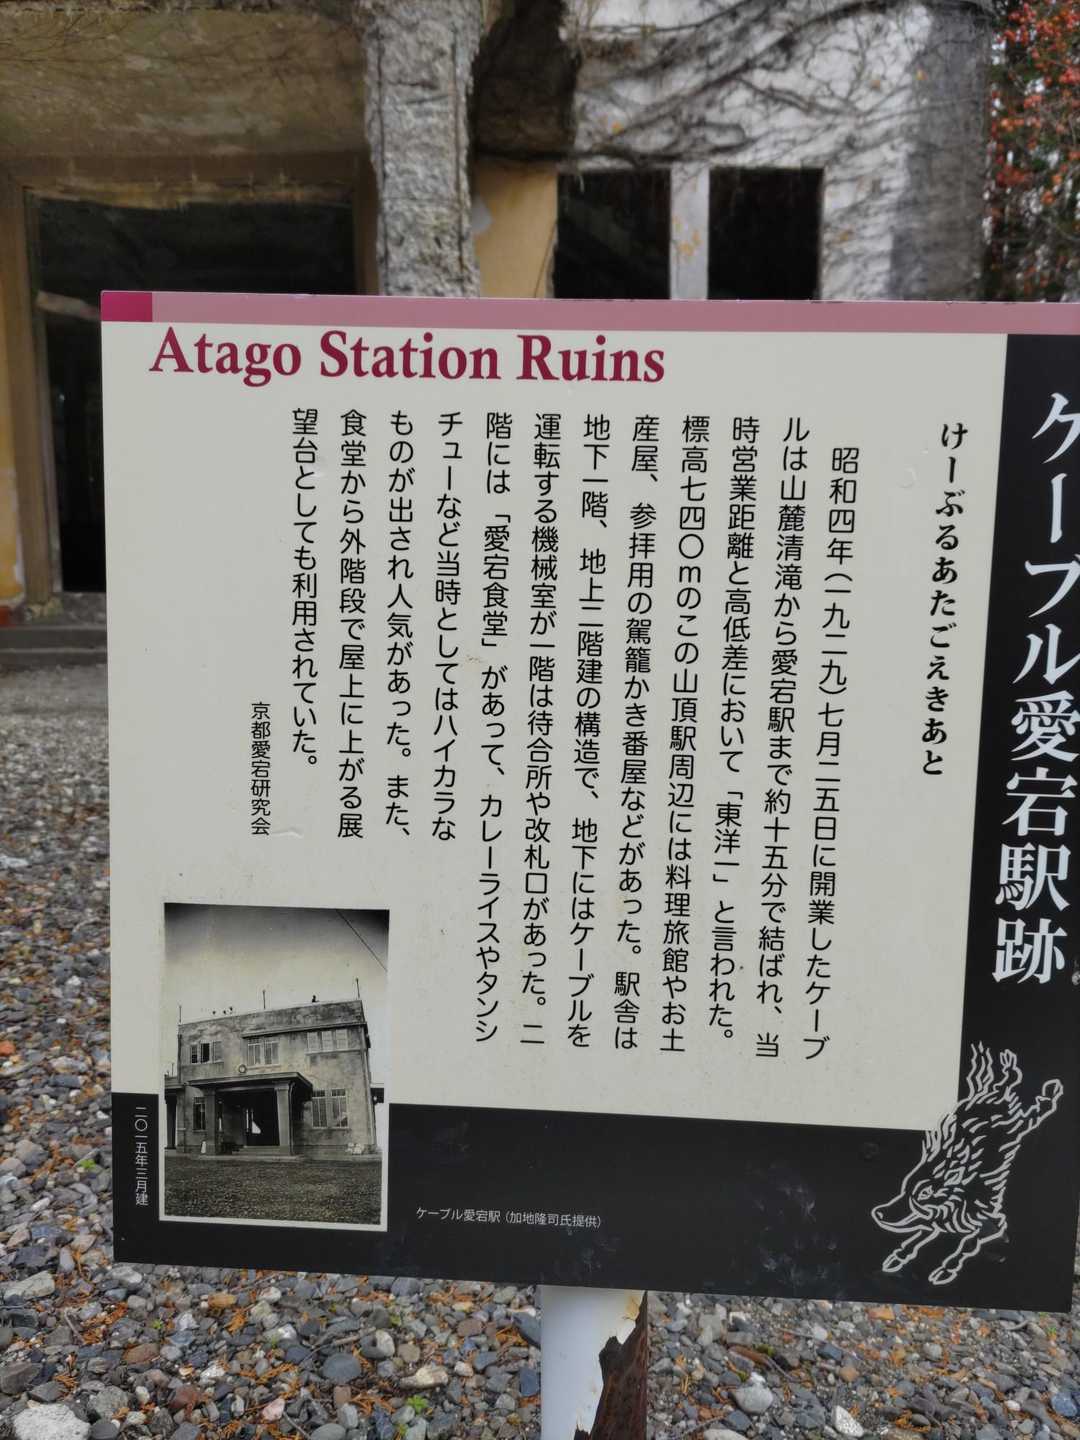 Atago Station Ruins
ケーブル愛宕駅跡
けーぶるあたごえきあと
昭和四年(一九二九)七月二五日に開業したケーブ
ルは山麓清滝から愛宕駅まで約十五分で結ばれ、当
時営業距離と高低差において「東洋一」と言われた。
標高七四〇mのこの山頂駅周辺には料理旅館やお土
産屋、参拝用の駕籠かき番屋などがあった。駅舎は
地下一階、地上二階建の構造で、地下にはケーブルを
運転する機械室が一階は待合所や改札口があった。二
階には「愛宕食堂」があって、カレーライスやタンシ
チューなど当時としてはハイカラな
ものが出され人気があった。また、
食堂から外階段で屋上に上がる展
望台としても利用されていた。
京都愛宕研究会
ケーブル愛宕駅(加地隆司氏提供)
二〇一五年三月建